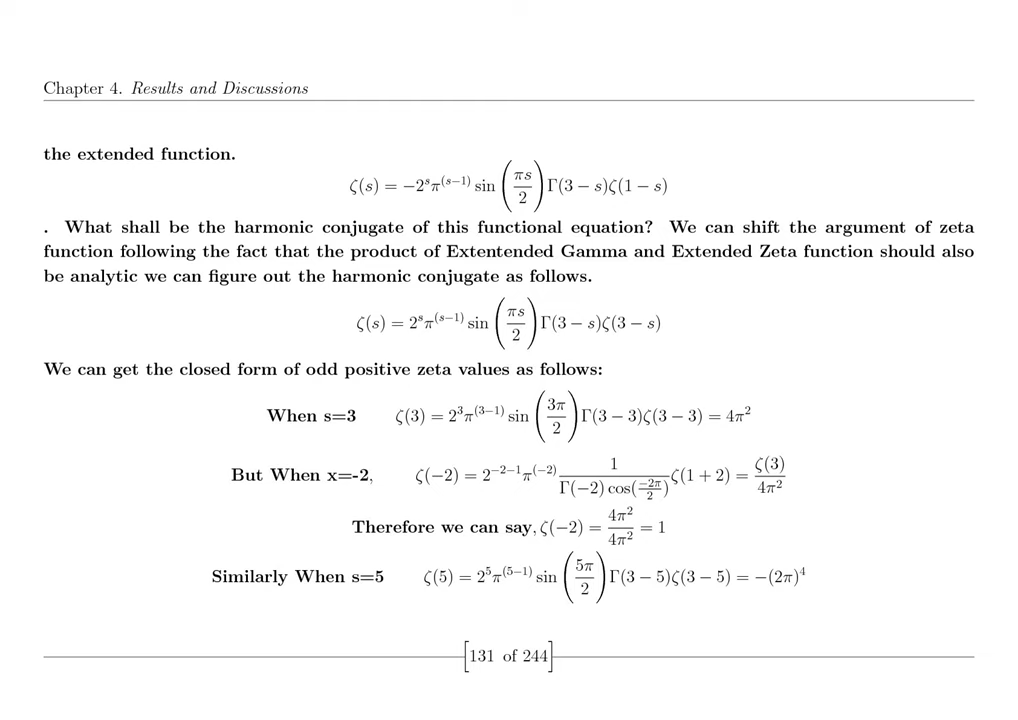 Chapter 4. Results and Discussions
the extended function.
ζ(s) = −2^s π^(s−1) sin(πs/2) Γ(3 − s)ζ(1 − s)
. What shall be the harmonic conjugate of this functional equation? We can shift the argument of zeta
function following the fact that the product of Extentended Gamma and Extended Zeta function should also
be analytic we can figure out the harmonic conjugate as follows.
ζ(s) = 2^s π^(s−1) sin(πs/2) Γ(3 − s)ζ(3 − s)
We can get the closed form of odd positive zeta values as follows:
When s=3 ζ(3) = 2^3 π^(3−1) sin(3π/2) Γ(3 − 3)ζ(3 − 3) = 4π^2
But When x=-2, ζ(−2) = 2^(−2−1) π^(−2) 1/(Γ(−2) cos(−2π/2)) ζ(1 + 2) = ζ(3)/4π^2
Therefore we can say, ζ(−2) = 4π^2/4π^2 = 1
Similarly When s=5 ζ(5) = 2^5 π^(5−1) sin(5π/2) Γ(3 − 5)ζ(3 − 5) = −(2π)^4
[131 of 244]